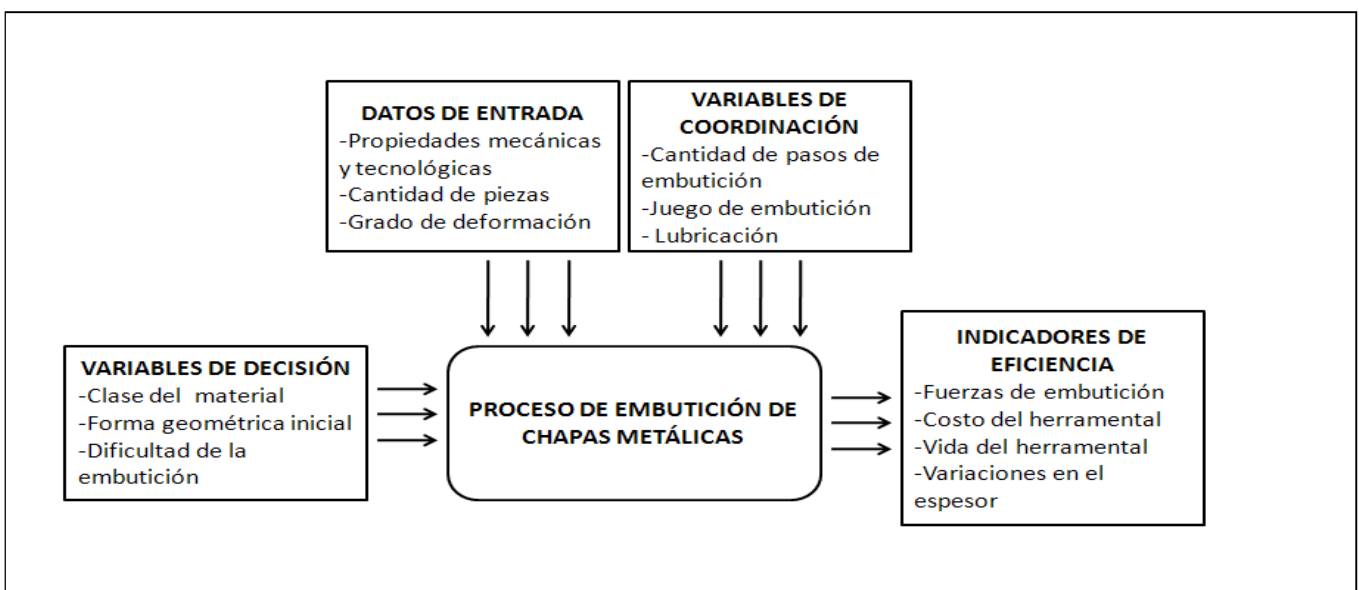 DATOS DE ENTRADA
-Propiedades mecánicas
y tecnológicas
-Cantidad de piezas
-Grado de deformación
VARIABLES DE
COORDINACIÓN
-Cantidad de pasos de
embutición
-Juego de embutición
- Lubricación
VARIABLES DE DECISIÓN
-Clase del material
-Forma geométrica inicial
-Dificultad de la
embutición
PROCESO DE EMBUTICIÓN DE
CHAPAS METÁLICAS
INDICADORES DE
EFICIENCIA
-Fuerzas de embutición
-Costo del herramental
-Vida del herramental
-Variaciones en el
espesor